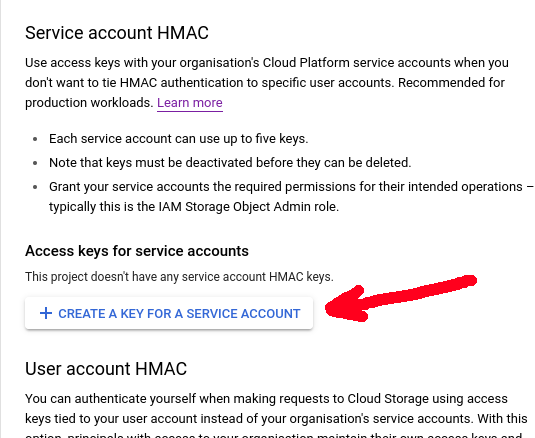 Service account HMAC
Use access keys with your organisation's Cloud Platform service accounts when you
don't want to tie HMAC authentication to specific user accounts. Recommended for
production workloads. Learn more
• Each service account can use up to five keys.
• Note that keys must be deactivated before they can be deleted.
• Grant your service accounts the required permissions for their intended operations –
typically this is the IAM Storage Object Admin role.
Access keys for service accounts
This project doesn't have any service account HMAC keys.
+ CREATE A KEY FOR A SERVICE ACCOUNT
User account HMAC
You can authenticate yourself when making requests to Cloud Storage using access
keys tied to your user account instead of your organisation's service accounts. With this
option, principals with access to your organisation maintain their own access keys and